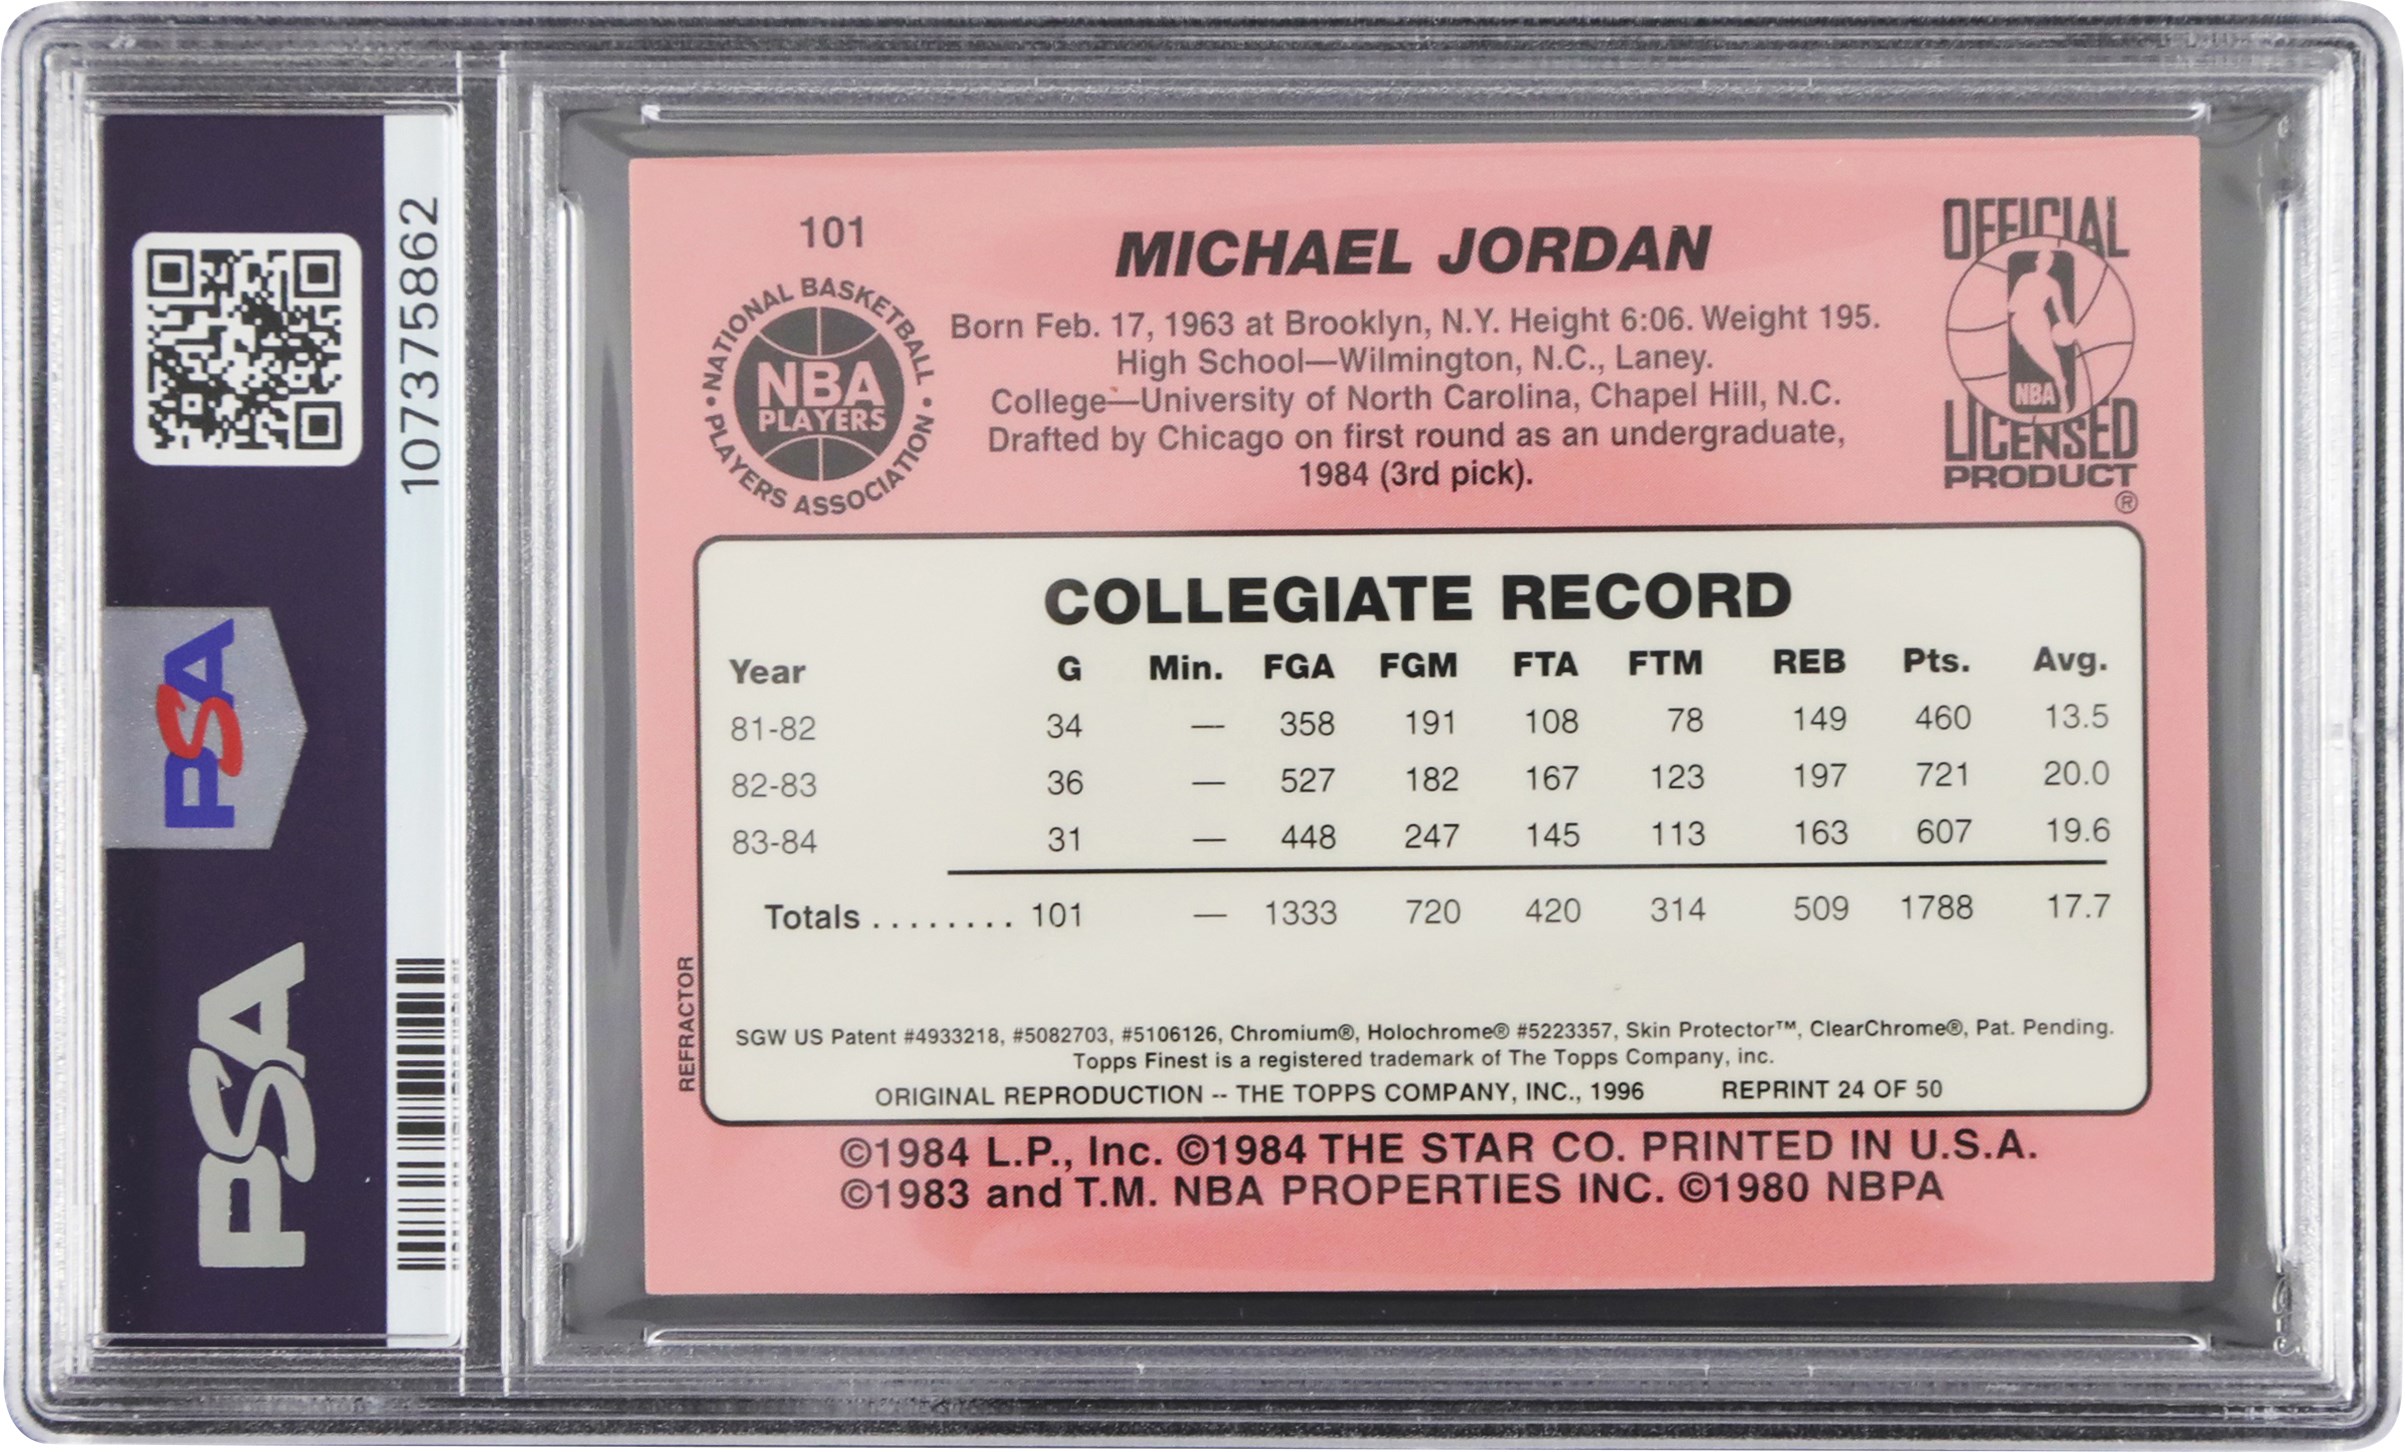 107375862
PSA
PSA
101
MICHAEL JORDAN
Born Feb. 17, 1963 at Brooklyn, N.Y. Height 6:06. Weight 195.
High School—Wilmington, N.C., Laney.
College—University of North Carolina, Chapel Hill, N.C.
Drafted by Chicago on first round as an undergraduate,
1984 (3rd pick).
• NATIONAL BASKETBALL •
PLAYERS ASSOCIATION
NBA
PLAYERS
OFFICIAL
NBA
LICENSED
PRODUCT
®
COLLEGIATE RECORD
Year G Min. FGA FGM FTA FTM REB Pts. Avg.
81-82 34 — 358 191 108 78 149 460 13.5
82-83 36 — 527 182 167 123 197 721 20.0
83-84 31 — 448 247 145 113 163 607 19.6
Totals ........ 101 — 1333 720 420 314 509 1788 17.7
REFRACTOR
SGW US Patent #4933218, #5082703, #5106126, Chromium®, Holochrome® #5223357, Skin Protector™, ClearChrome®, Pat. Pending.
Topps Finest is a registered trademark of The Topps Company, inc.
ORIGINAL REPRODUCTION -- THE TOPPS COMPANY, INC., 1996 REPRINT 24 OF 50
©1984 L.P., Inc. ©1984 THE STAR CO. PRINTED IN U.S.A.
©1983 and T.M. NBA PROPERTIES INC. ©1980 NBPA